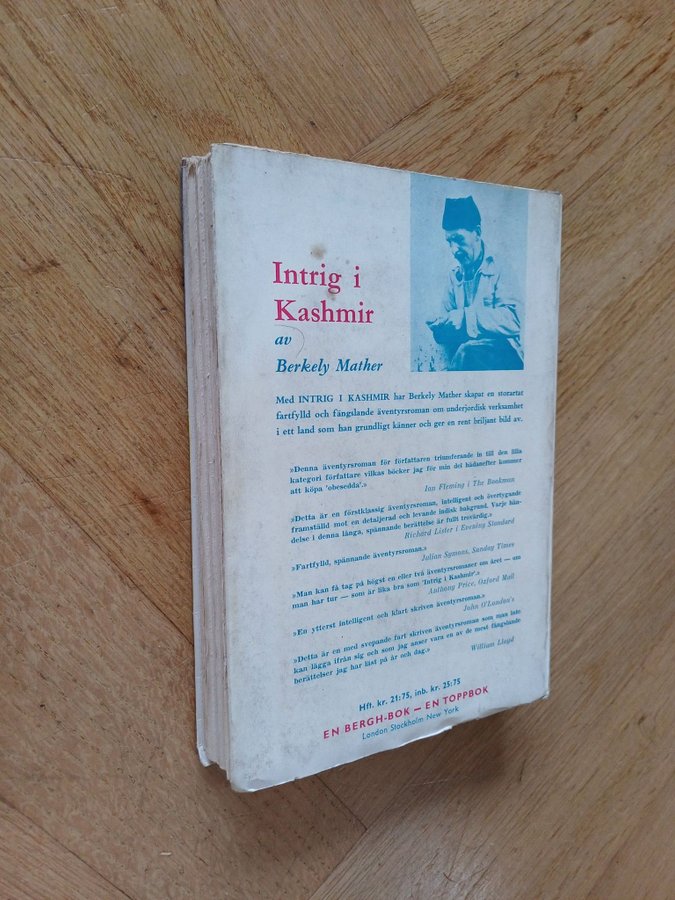 Intrig i
Kashmir
av
Berkely Mather
Med INTRIG I KASHMIR har Berkely Mather skapat en storartat
fartfylld och fängslande äventyrsroman om underjordisk verksamhet
i ett land som han grundligt känner och ger en rent briljant bild av.
»Denna äventyrsroman för författaren triumferande in till den lilla
kategori författare vilkas böcker jag för min del hädanefter kommer
att köpa 'obesedda'.»
Ian Fleming i The Bookman
»Detta är en förstklassig äventyrsroman, intelligent och övertygande
framställd mot en detaljerad och levande indisk bakgrund. Varje hän-
delse i denna långa, spännande berättelse är fullt trovärdig.»
Richard Lister i Evening Standard
»Fartfylld, spännande äventyrsroman.»
Julian Symons, Sunday Times
»Man kan få tag på högst en eller två äventyrsromaner om året — om
man har tur — som är lika bra som 'Intrig i Kashmir'.»
Anthony Price, Oxford Mail
»En ytterst intelligent och klart skriven äventyrsroman.»
John O'London's
»Detta är en med svepande fart skriven äventyrsroman som man inte
kan lägga ifrån sig och som jag anser vara en av de mest fängslande
berättelser jag har läst på år och dag.»
William Lloyd
Hft. kr. 21:75, inb. kr. 25:75
EN BERGH-BOK — EN TOPPBOK
London Stockholm New York